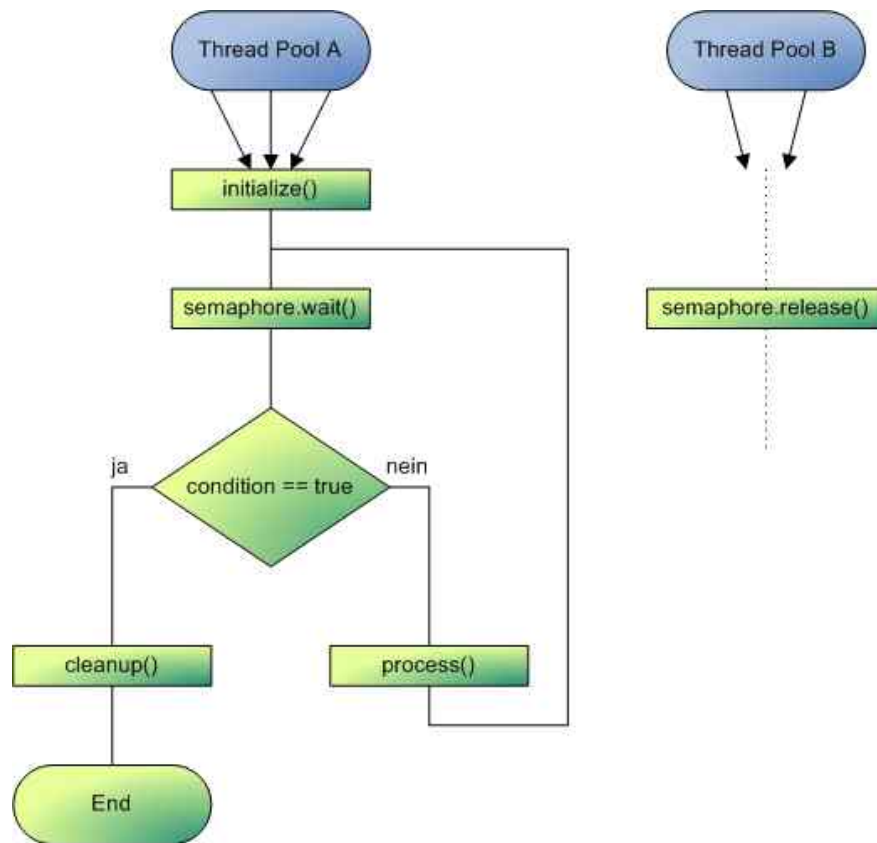 Thread Pool A
Thread Pool B
initialize()
semaphore.wait()
semaphore.release()
ja
nein
condition == true
cleanup()
process()
End